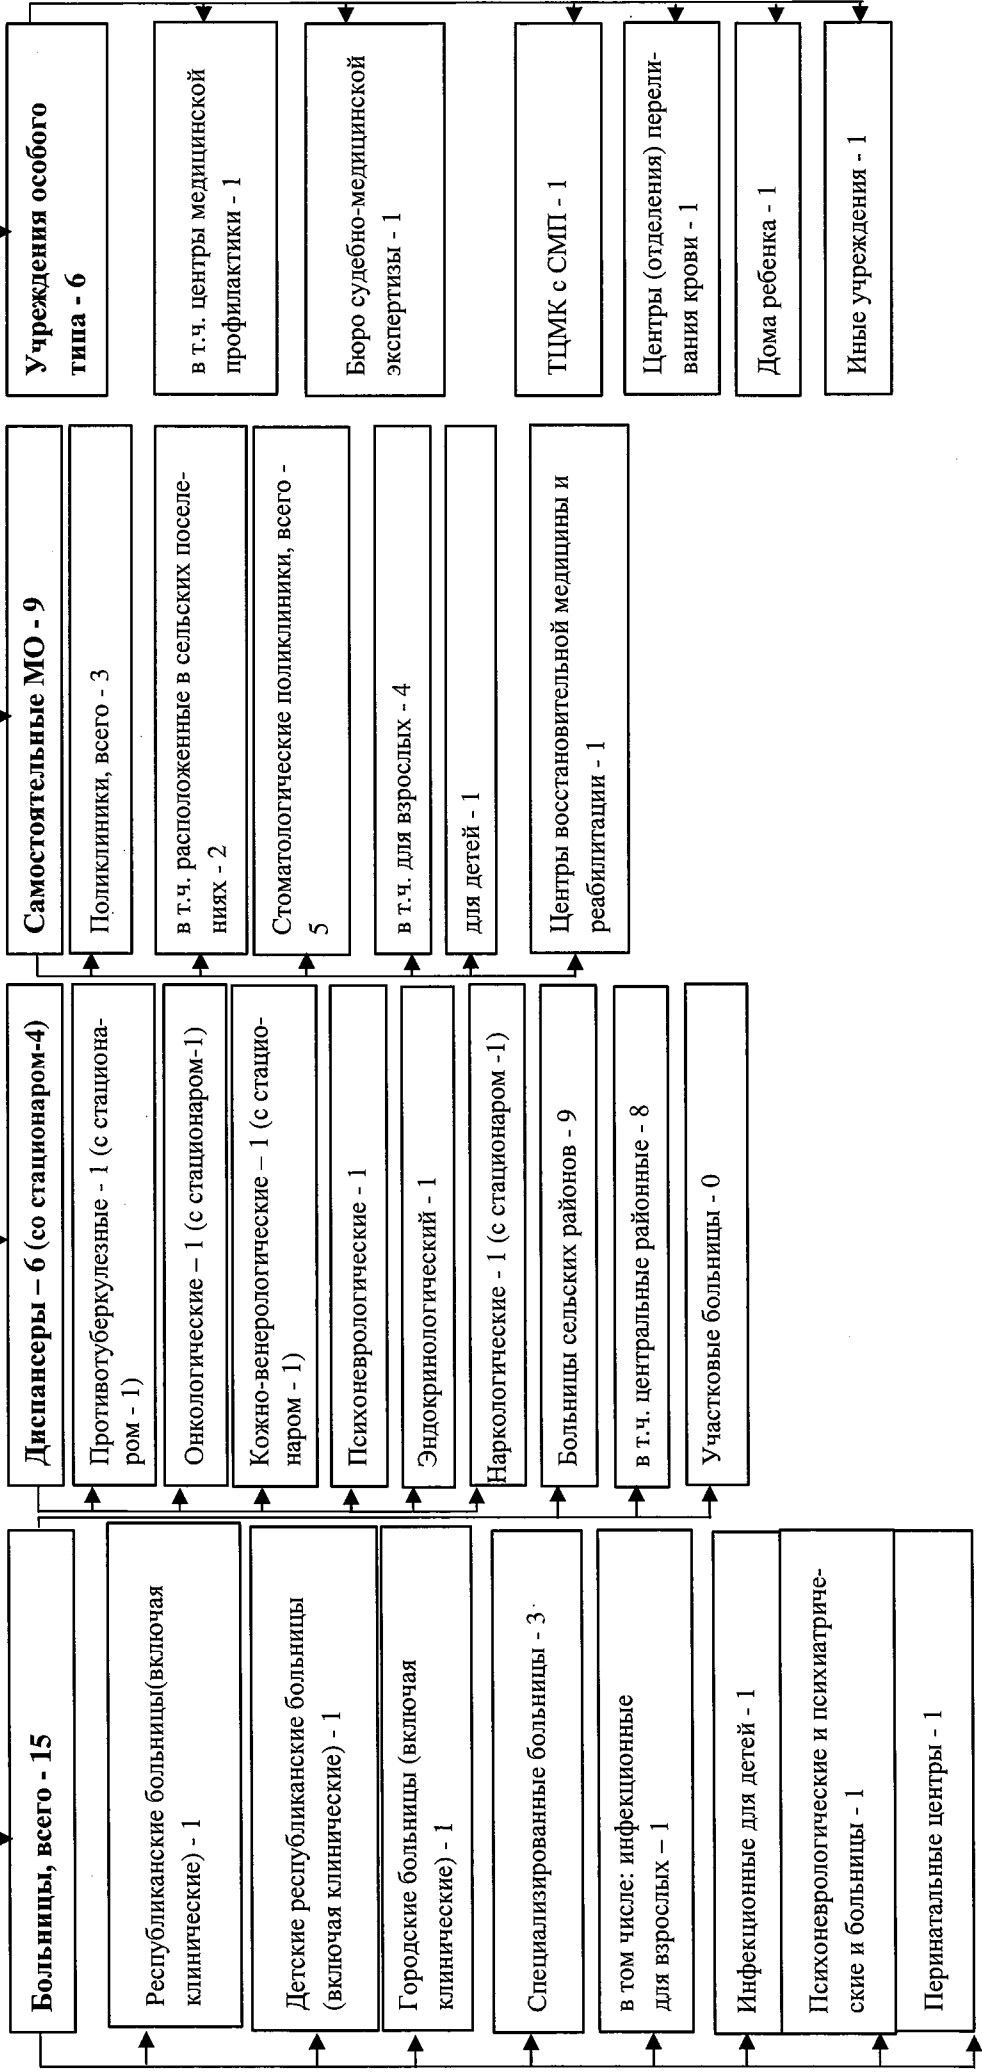 Больницы, всего - 15
Республиканские больницы(включая
клинические) - 1
Детские республиканские больницы
(включая клинические) - 1
Городские больницы (включая
клинические) - 1
Специализированные больницы - 3
в том числе: инфекционные
для взрослых – 1
Инфекционные для детей - 1
Психоневрологические и психиатриче-
ские и больницы - 1
Перинатальные центры - 1
Диспансеры – 6 (со стационаром-4)
Противотуберкулезные - 1 (с стациона-
ром - 1)
Онкологические – 1 (с стационаром-1)
Кожно-венерологические – 1 (с стацио-
наром - 1)
Психоневрологические - 1
Эндокринологический - 1
Наркологические - 1 (с стационаром -1)
Больницы сельских районов - 9
в т.ч. центральные районные - 8
Участковые больницы - 0
Самостоятельные МО - 9
Поликлиники, всего - 3
в т.ч. расположенные в сельских поселе-
ниях - 2
Стоматологические поликлиники, всего -
5
в т.ч. для взрослых - 4
для детей - 1
Центры восстановительной медицины и
реабилитации - 1
Учреждения особого
типа - 6
в т.ч. центры медицинской
профилактики - 1
Бюро судебно-медицинской
экспертизы - 1
ТЦМК с СМП - 1
Центры (отделения) перели-
вания крови - 1
Дома ребенка - 1
Иные учреждения - 1